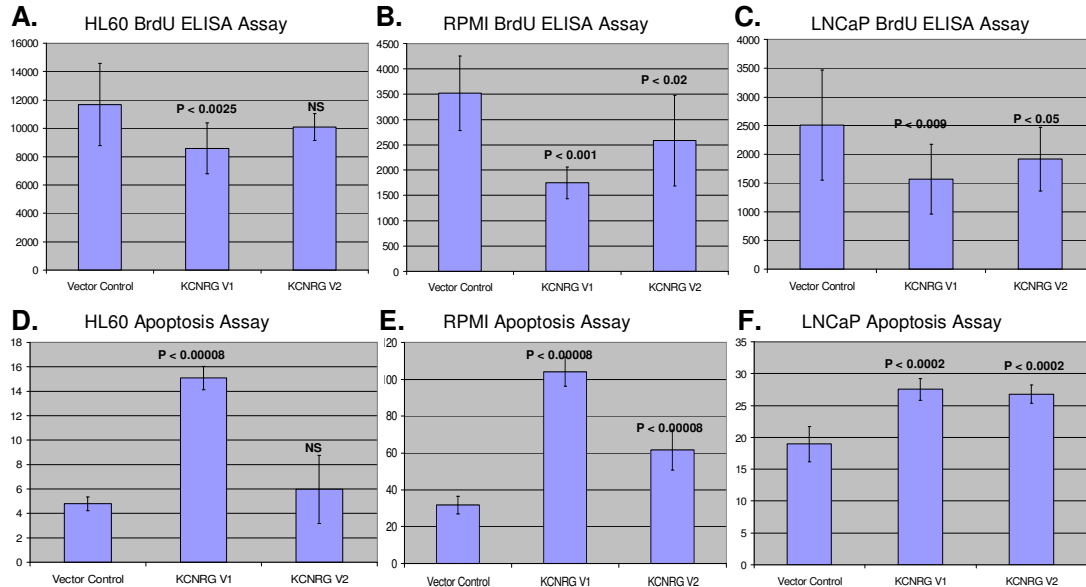 A. HL60 BrdU ELISA Assay
16000
14000
12000
10000
8000
6000
4000
2000
0
P < 0.0025
NS
Vector Control KCNRG V1 KCNRG V2
B. RPMI BrdU ELISA Assay
4500
4000
3500
3000
2500
2000
1500
1000
500
0
P < 0.02
P < 0.001
Vector Control KCNRG V1 KCNRG V2
C. LNCaP BrdU ELISA Assay
4000
3500
3000
2500
2000
1500
1000
500
0
P < 0.009
P < 0.05
Vector Control KCNRG V1 KCNRG V2
D. HL60 Apoptosis Assay
18
16
14
12
10
8
6
4
2
0
P < 0.00008
NS
Vector Control KCNRG V1 KCNRG V2
E. RPMI Apoptosis Assay
120
100
80
60
40
20
0
P < 0.00008
P < 0.00008
Vector Control KCNRG V1 KCNRG V2
F. LNCaP Apoptosis Assay
35
30
25
20
15
10
5
0
P < 0.0002
P < 0.0002
Vector Control KCNRG V1 KCNRG V2